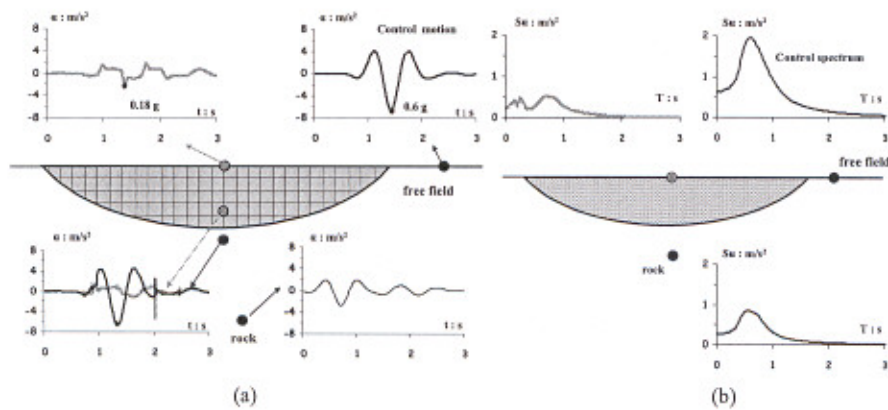 α : m/s²
8
4
0
-4
-8
0.18 g
t : s
0 1 2 3
α : m/s²
Control motion
8
4
0
-4
-8
0.6 g
t : s
0 1 2 3
free field
α : m/s²
8
4
0
-4
-8
t : s
0 1 2 3
rock
α : m/s²
8
4
0
-4
-8
t : s
0 1 2 3
(a)
Sα : m/s²
2
1
0
T : s
0 1 2 3
Sα : m/s²
2
1
0
Control spectrum
T : s
0 1 2 3
free field
rock
Sα : m/s²
2
1
0
T : s
0 1 2 3
(b)